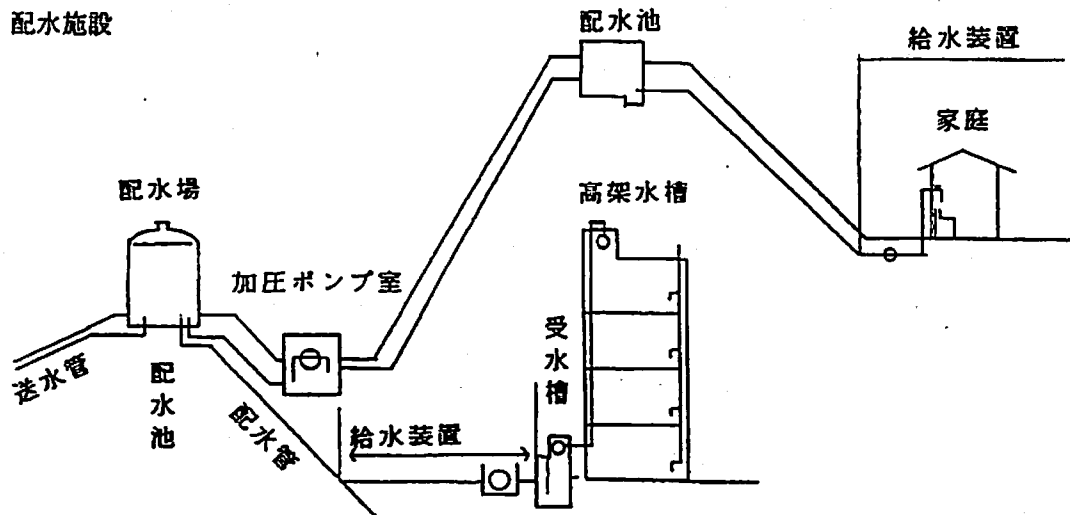 配水施設
配水池
給水装置
家庭
配水場
高架水槽
加圧ポンプ室
受水槽
送水管
配水池
配水管
給水装置